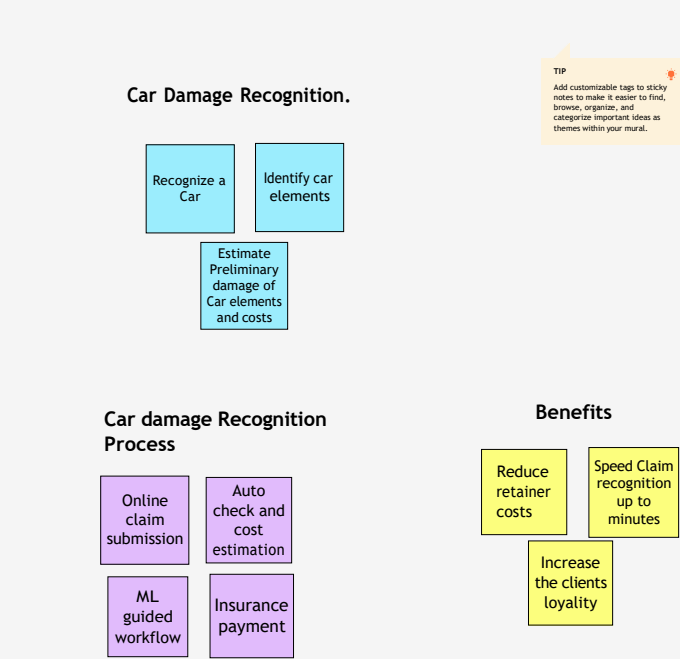 TIP
Add customizable tags to sticky
notes to make it easier to find,
browse, organize, and
categorize important ideas as
themes within your mural.
Car Damage Recognition.
Recognize a
Car
Identify car
elements
Estimate
Preliminary
damage of
Car elements
and costs
Car damage Recognition
Process
Online
claim
submission
Auto
check and
cost
estimation
ML
guided
workflow
Insurance
payment
Benefits
Reduce
retainer
costs
Speed Claim
recognition
up to
minutes
Increase
the clients
loyality